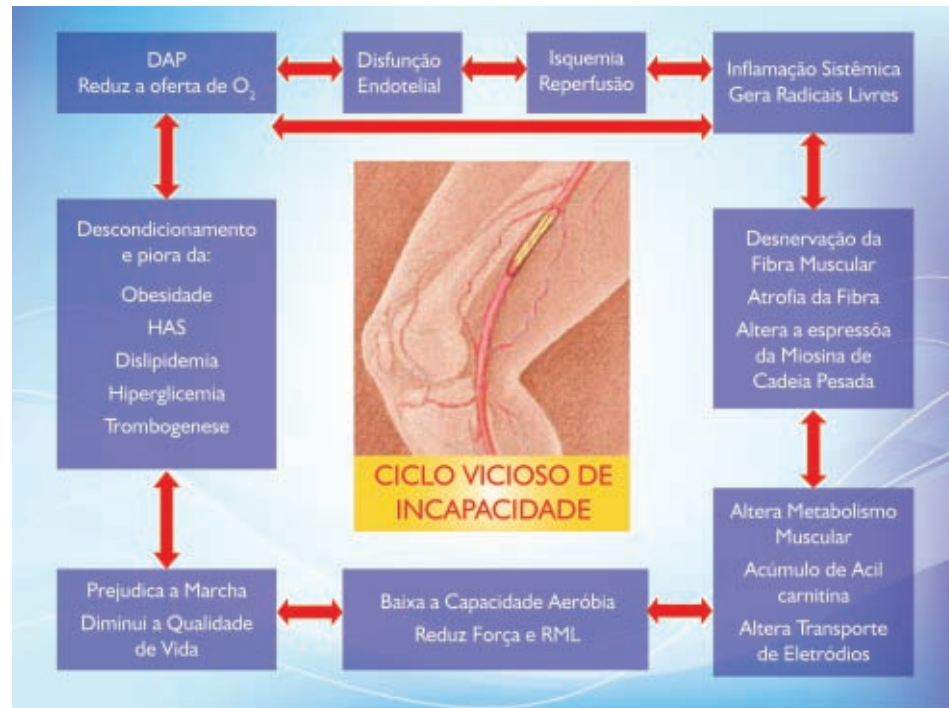 DAP
Reduz a oferta de O₂
Disfunção
Endotelial
Isquemia
Reperfusão
Inflamação Sistêmica
Gera Radicais Livres
Descondicionamento
e piora da:
Obesidade
HAS
Dislipidemia
Hiperglicemia
Trombogenese
Desnervação da
Fibra Muscular
Atrofia da Fibra
Altera a espressõa
da Miosina de
Cadeia Pesada
CICLO VICIOSO DE
INCAPACIDADE
Prejudica a Marcha
Diminui a Qualidade
de Vida
Baixa a Capacidade Aeróbia
Reduz Força e RML
Altera Metabolismo
Muscular
Acúmulo de Acil
carnitina
Altera Transporte
de Eletródios